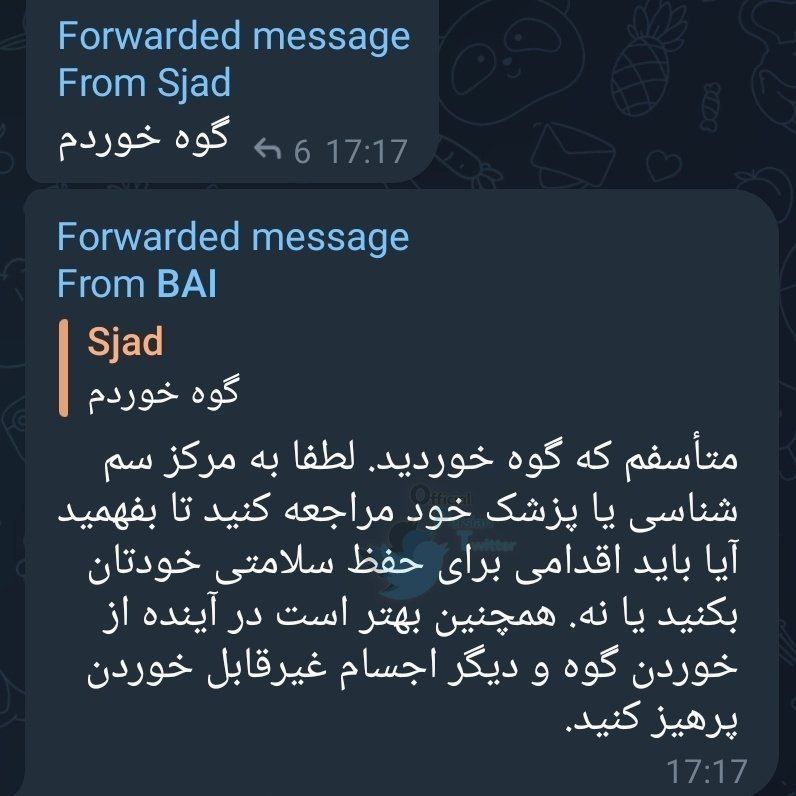 Forwarded message
From Sjad
گوه خوردم
6 17:17
Forwarded message
From BAI
Sjad
گوه خوردم
متأسفم که گوه خوردید. لطفا به مرکز سم
شناسی یا پزشک خود مراجعه کنید تا بفهمید
آیا باید اقدامی برای حفظ سلامتی خودتان
بکنید یا نه. همچنین بهتر است در آینده از
خوردن گوه و دیگر اجسام غیرقابل خوردن
پرهیز کنید.
17:17
Official
Twitter